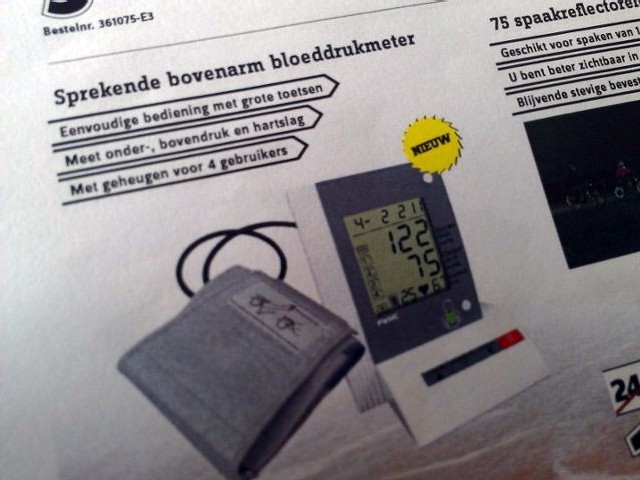 Bestelnr. 361075-E3
Sprekende bovenarm bloeddrukmeter
Eenvoudige bediening met grote toetsen
Meet onder-, bovendruk en hartslag
Met geheugen voor 4 gebruikers
NIEUW
122
75
75 spaakreflectoren
Geschikt voor spaken van
U bent beter zichtbaar in
Blijvende stevige
24